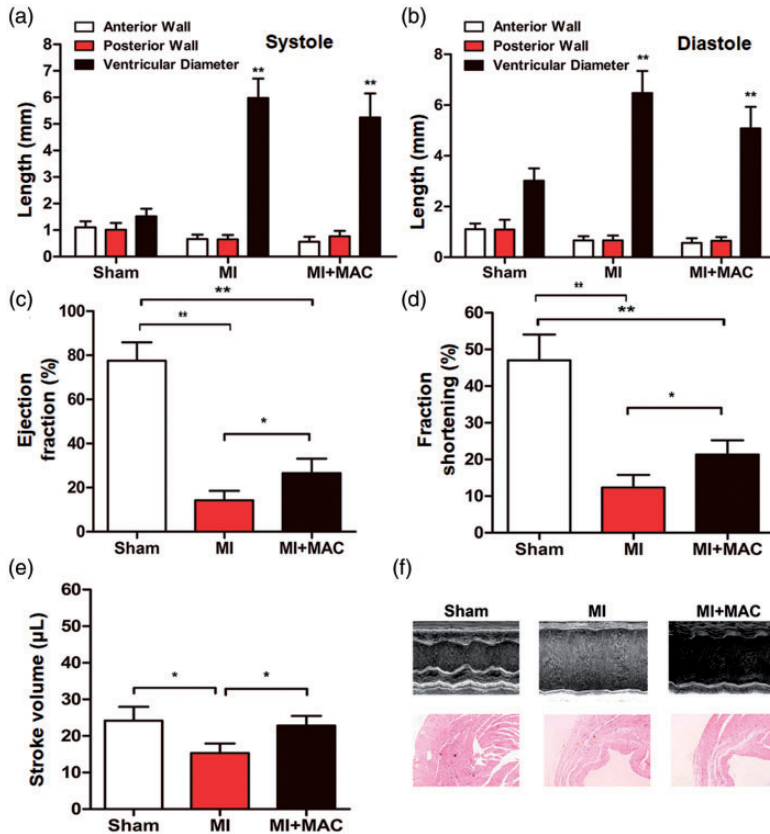 (a)
Anterior Wall
Posterior Wall
Ventricular Diameter
Systole
Length (mm)
8
7
6
5
4
3
2
1
0
**
**
Sham
MI
MI+MAC
(b)
Anterior Wall
Posterior Wall
Ventricular Diameter
Diastole
Length (mm)
8
6
4
2
0
**
**
Sham
MI
MI+MAC
(c)
Ejection
fraction (%)
100
80
60
40
20
0
**
**
*
Sham
MI
MI+MAC
(d)
Fraction
shortening (%)
60
50
40
30
20
10
0
**
**
*
Sham
MI
MI+MAC
(e)
Stroke volume (µL)
60
50
40
30
20
10
0
*
*
Sham
MI
MI+MAC
(f)
Sham
MI
MI+MAC